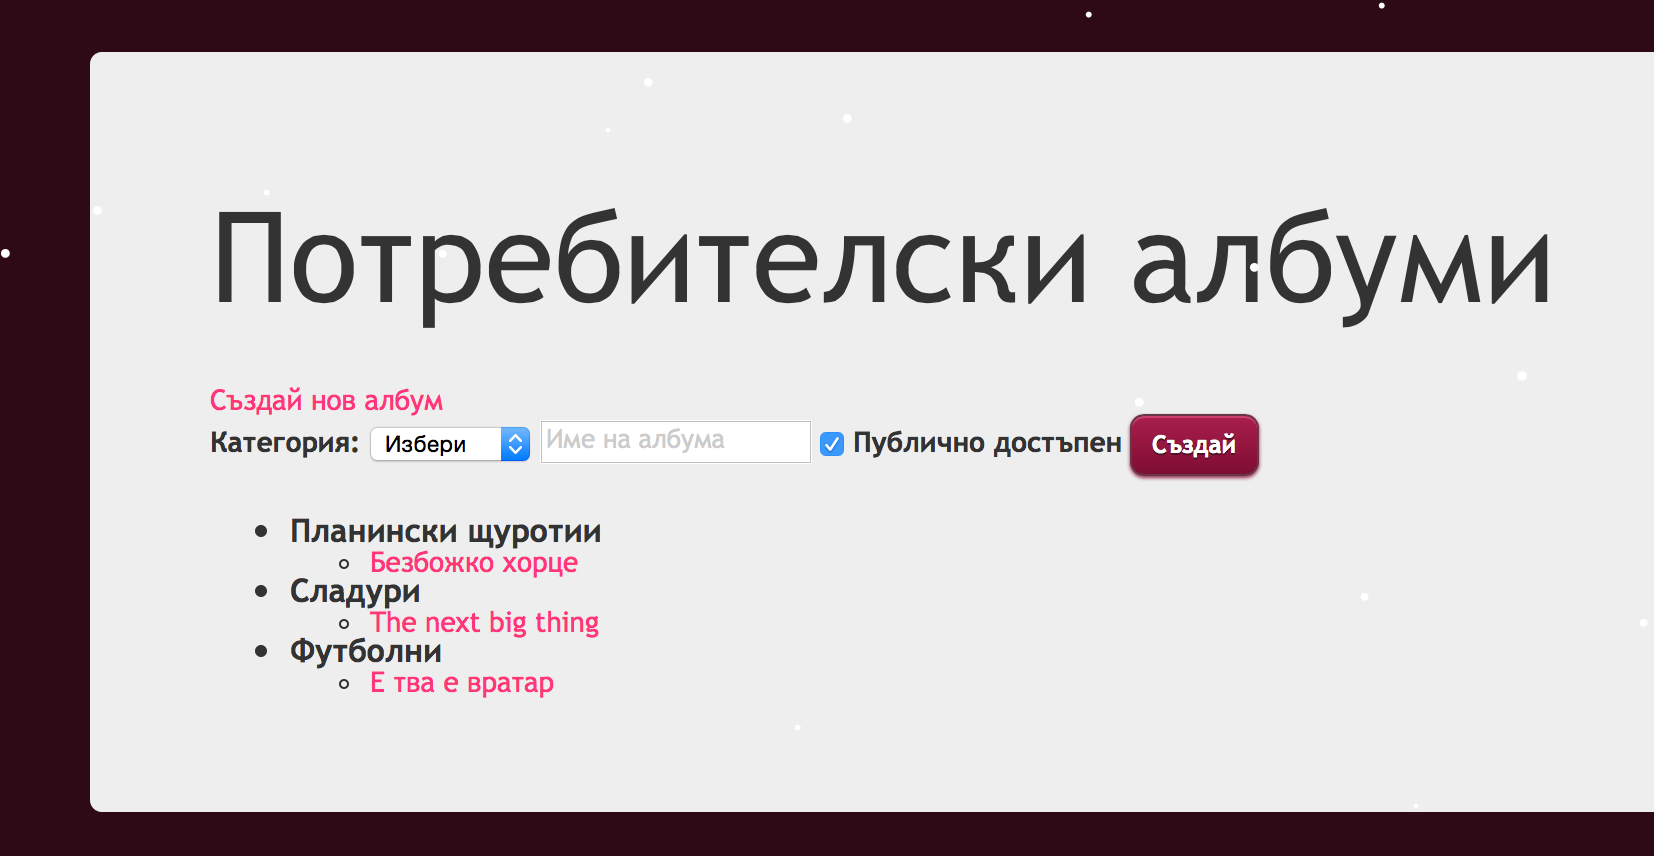 Потребителски албуми
Създай нов албум
Категория: Избери Име на албума Публично достъпен Създай
Планински щуротии
Безбожко хорце
Сладури
The next big thing
Футболни
Е тва е вратар